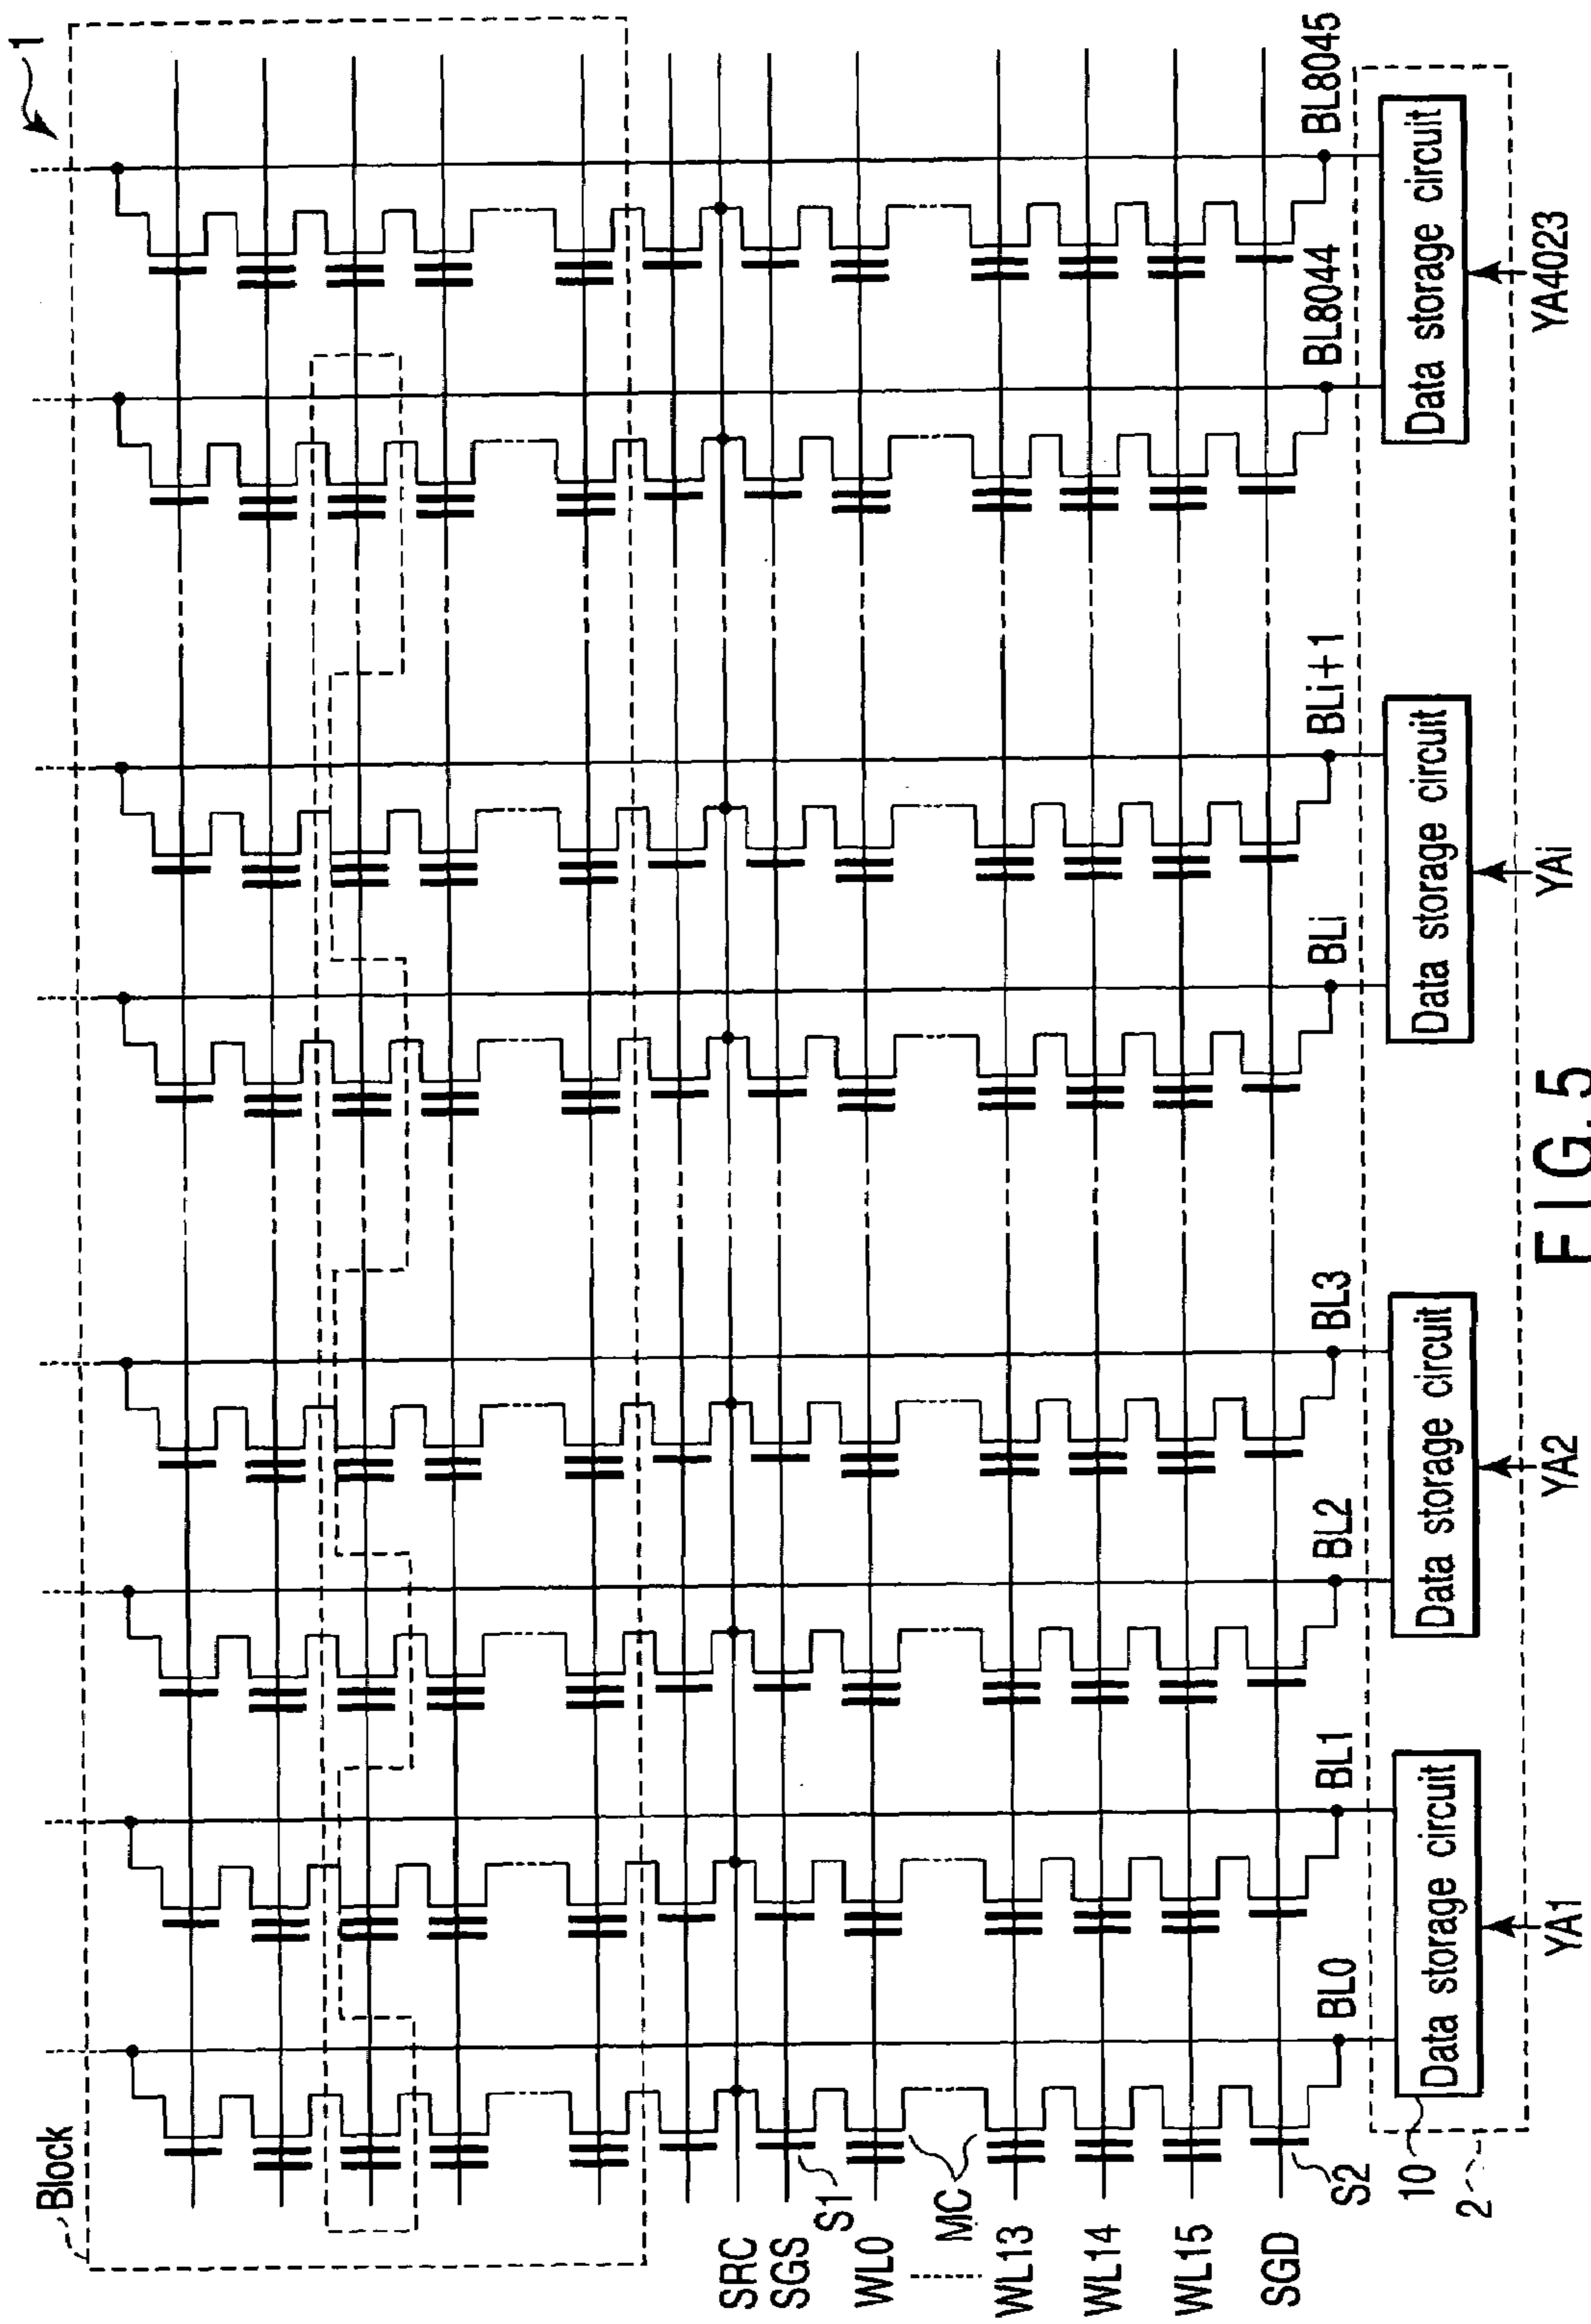 1
Block
SRC
SGS
S1
WL0
MC
WL13
WL14
WL15
SGD
S2
BL0
BL1
BL2
BL3
BLi
BLi+1
BL8044
BL8045
10
2
Data storage circuit
Data storage circuit
Data storage circuit
Data storage circuit
YA1
YA2
YAi
YA4023
FIG. 5